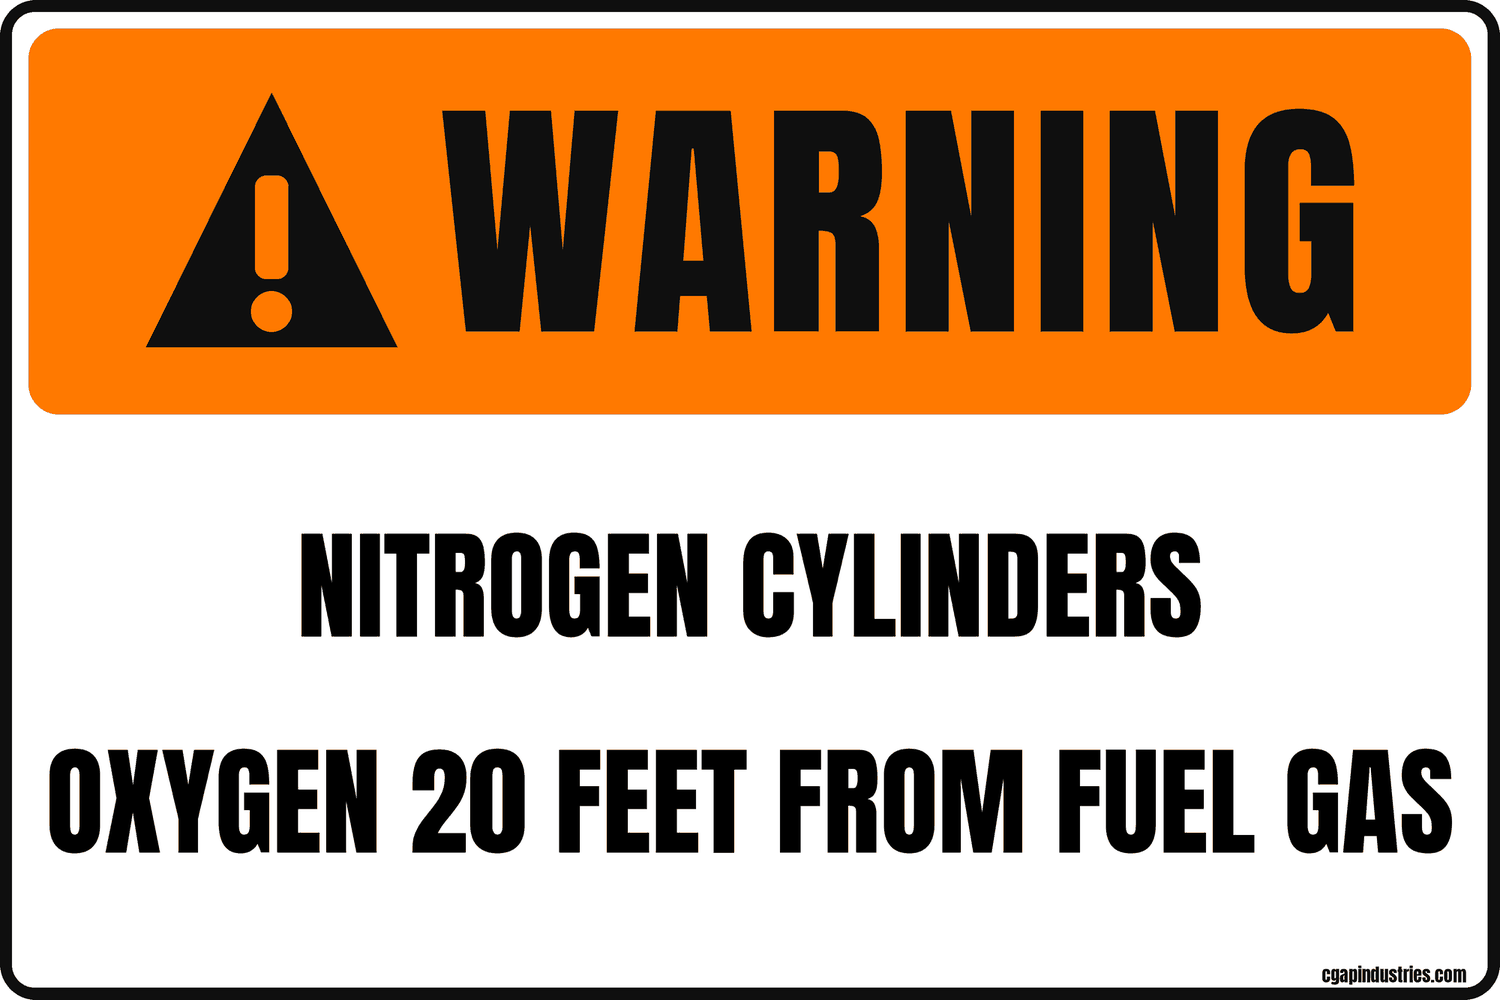 WARNING
NITROGEN CYLINDERS
OXYGEN 20 FEET FROM FUEL GAS
cgapindustries.com